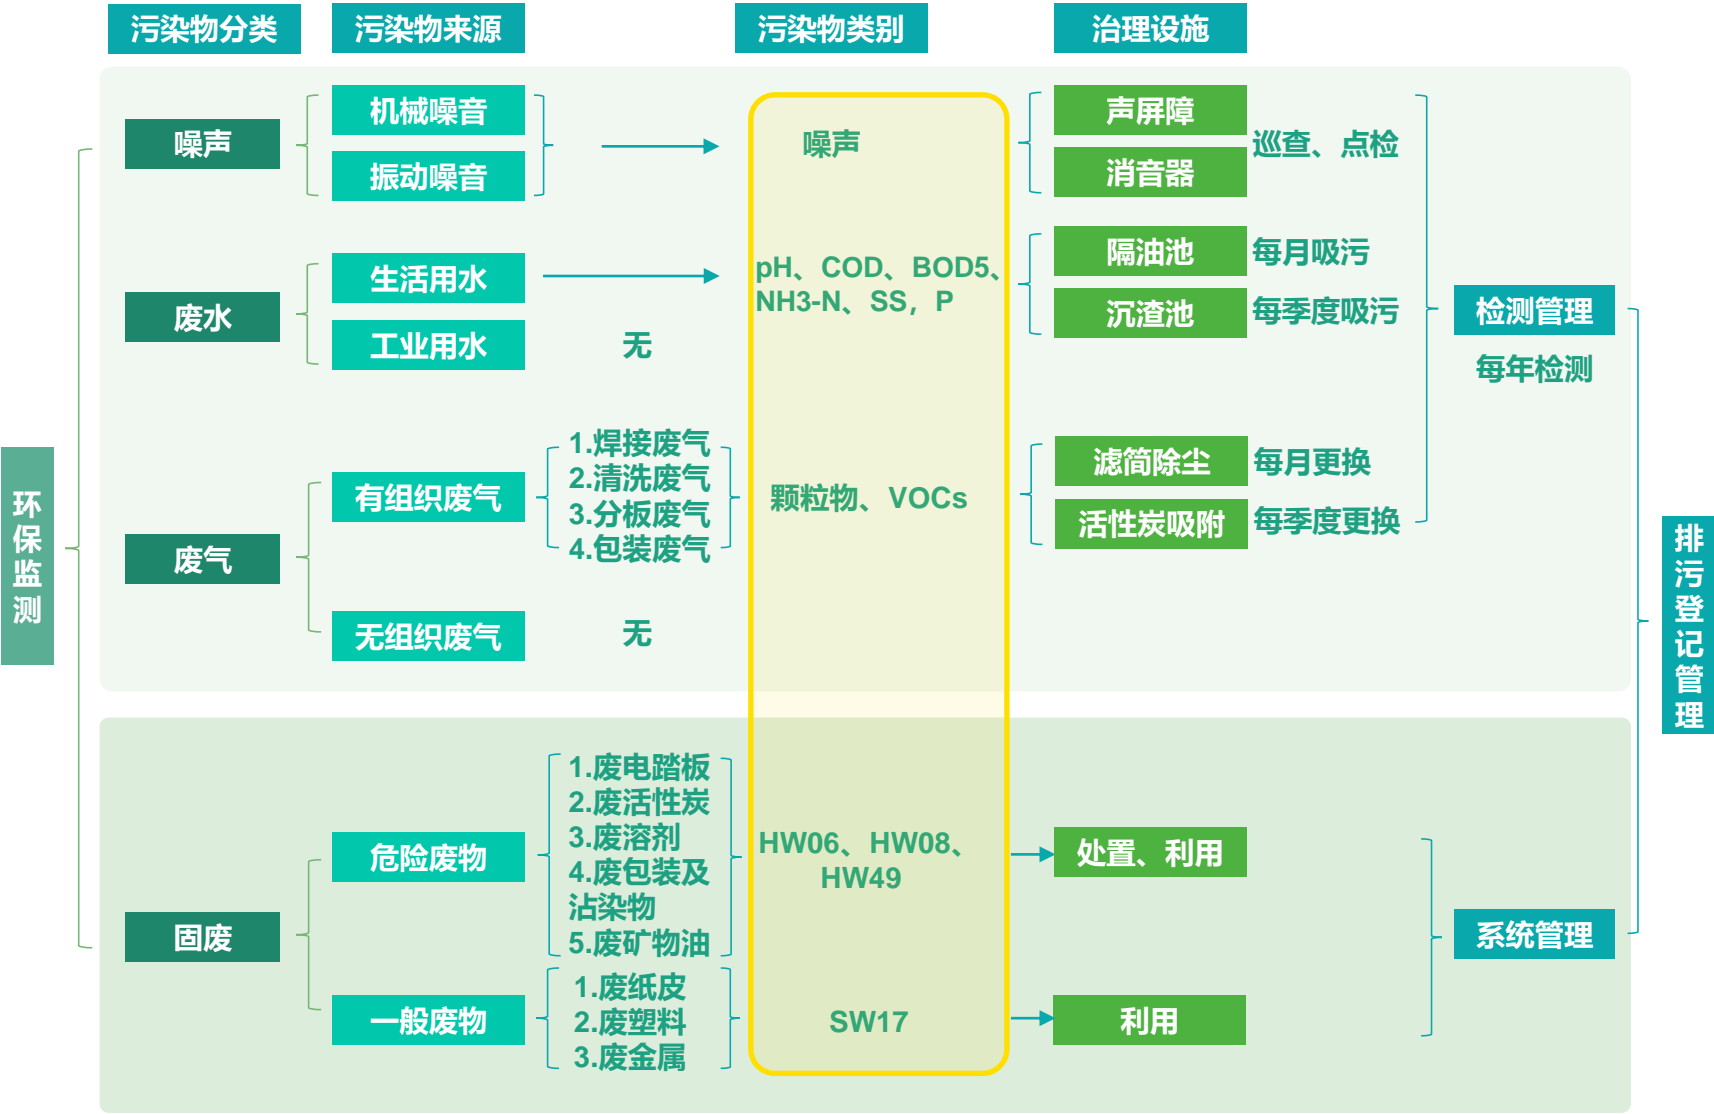 污染物分类
污染物来源
污染物类别
治理设施
环保监测
噪声
机械噪音
振动噪音
噪声
声屏障
消音器
巡查、点检
废水
生活用水
工业用水
无
pH、COD、BOD5、
NH3-N、SS，P
隔油池
每月吸污
沉渣池
每季度吸污
检测管理
每年检测
废气
有组织废气
1.焊接废气
2.清洗废气
3.分板废气
4.包装废气
颗粒物、VOCs
滤筒除尘
每月更换
活性炭吸附
每季度更换
无组织废气
无
排污登记管理
固废
危险废物
1.废电踏板
2.废活性炭
3.废溶剂
4.废包装及
沾染物
5.废矿物油
HW06、HW08、
HW49
处置、利用
一般废物
1.废纸皮
2.废塑料
3.废金属
SW17
利用
系统管理